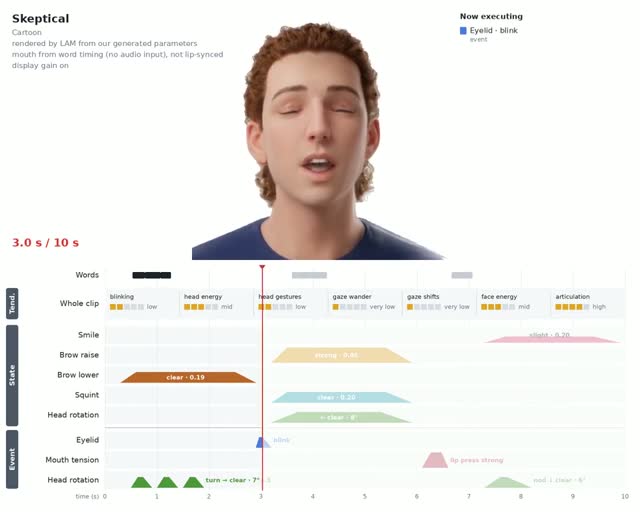 Skeptical
Cartoon
rendered by LAM from our generated parameters
mouth from word timing (no audio input), not lip-synced
display gain on
Now executing
Eyelid · blink
event
3.0 s / 10 s
Words
Tend.
Whole clip
blinking
low
head energy
mid
head gestures
low
gaze wander
very low
gaze shifts
very low
face energy
mid
articulation
high
State
Smile
slight · 0.20
Brow raise
Brow lower
clear · 0.19
Squint
clear · 0.20
Head rotation
Event
Eyelid
blink
Mouth tension
lip press strong
Head rotation
turn → clear · 7°
nod ↓ clear · 6°
time (s)
0 1 2 3 4 5 6 7 8 9 10